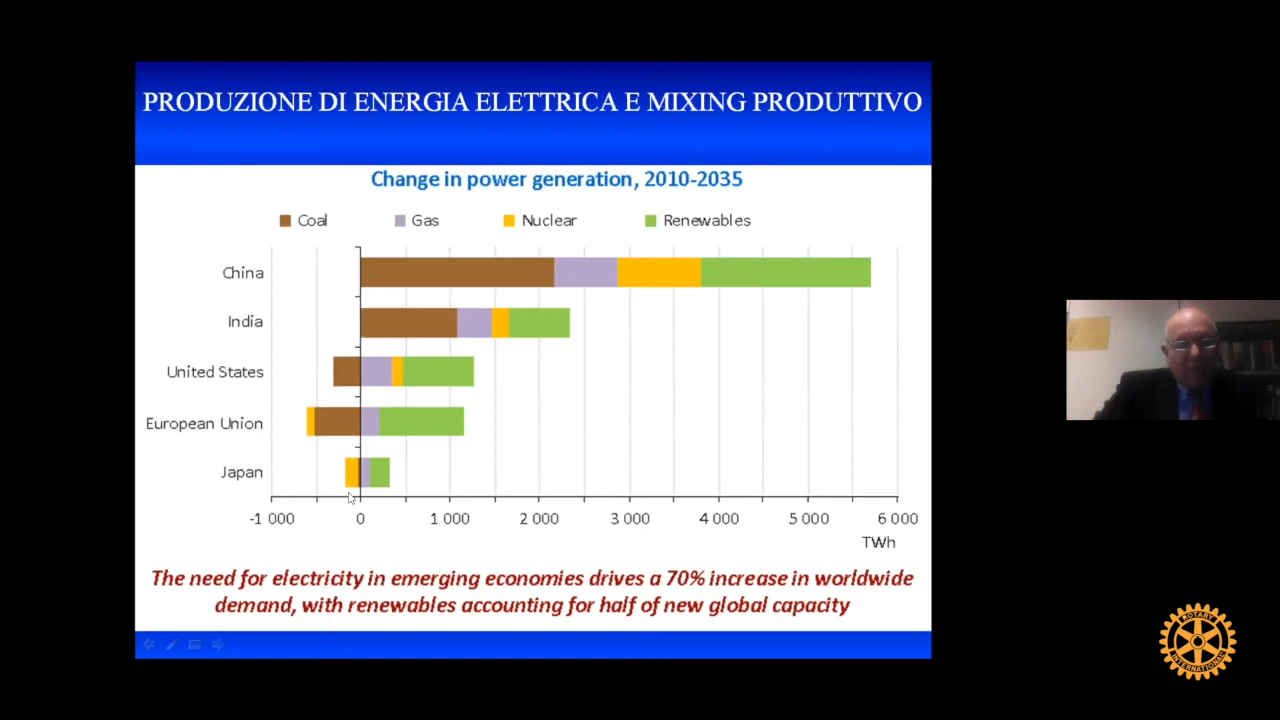 PRODUZIONE DI ENERGIA ELETTRICA E MIXING PRODUTTIVO
Change in power generation, 2010-2035
Coal Gas Nuclear Renewables
China
India
United States
European Union
Japan
-1 000 0 1 000 2 000 3 000 4 000 5 000 6 000
TWh
The need for electricity in emerging economies drives a 70% increase in worldwide
demand, with renewables accounting for half of new global capacity
ROTARY
INTERNATIONAL